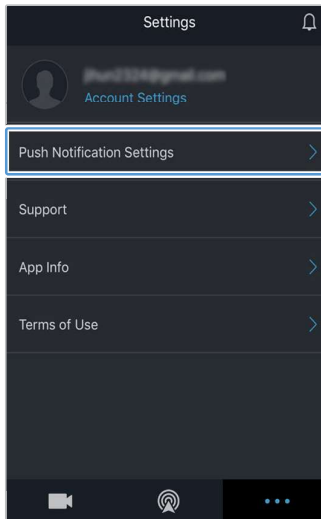 Settings
Account Settings
Push Notification Settings
Support
App Info
Terms of Use